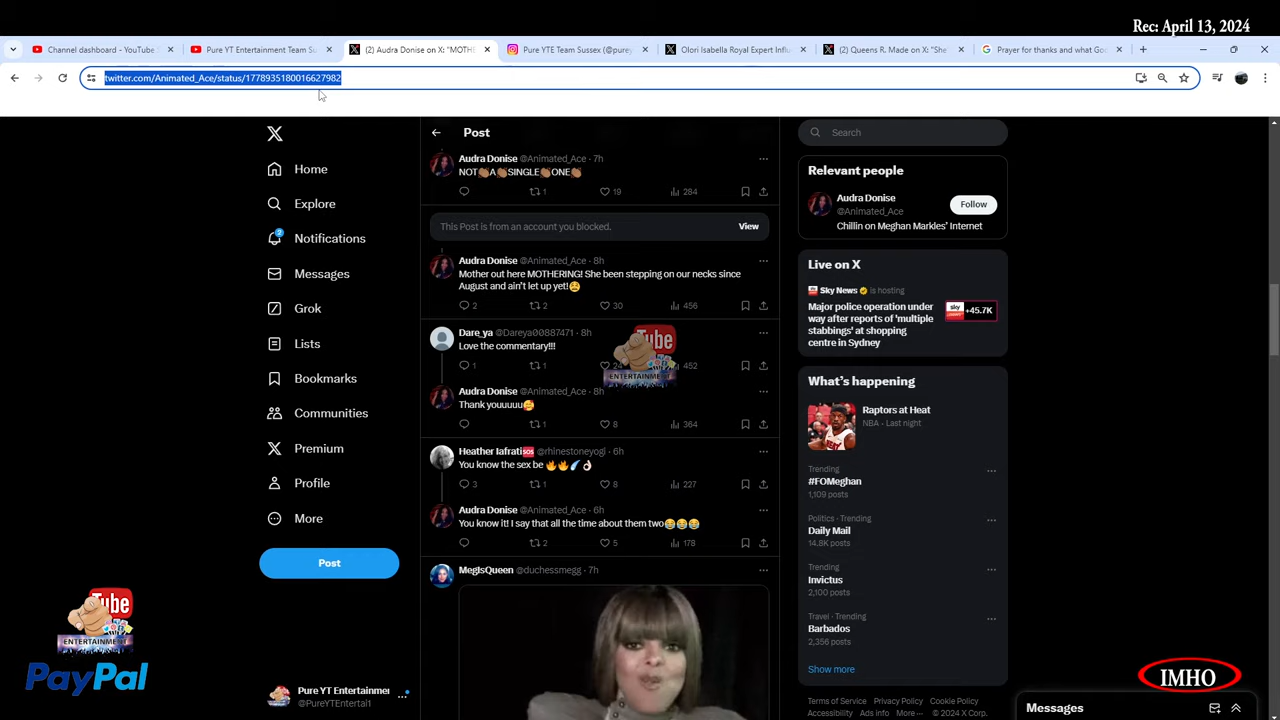 Rec: April 13, 2024
Channel dashboard - YouTube
Pure YT Entertainment Team Su
(2) Audra Donise on X: "MOTHE
Pure YTE Team Sussex (@purey
Olori Isabella Royal Expert Influ
(2) Queens R. Made on X: "She
Prayer for thanks and what Go
twitter.com/Animated_Ace/status/1778935180016627982
Home
Explore
2
Notifications
Messages
Grok
Lists
Bookmarks
Communities
Premium
Profile
More
Post
Pure YT Entertainmer
@PureYTEntertai1
Tube
ENTERTAINMENT
PayPal
Post
Audra Donise @Animated_Ace · 7h
NOT👏🏽A👏🏽SINGLE👏🏽ONE👏🏽
1 19 284
This Post is from an account you blocked.
View
Audra Donise @Animated_Ace · 8h
Mother out here MOTHERING! She been stepping on our necks since
August and ain't let up yet!😩
2 2 30 456
Dare_ya @Dareya00887471 · 8h
Love the commentary!!!
1 1 24 452
Tube
ENTERTAINMENT
Audra Donise @Animated_Ace · 8h
Thank youuuuu🥰
1 8 364
Heather Iafrati🆘 @rhinestoneyogi · 6h
You know the sex be 🔥🔥💦👌🏻
3 1 8 227
Audra Donise @Animated_Ace · 6h
You know it! I say that all the time about them two😂😂😂
2 5 178
MegIsQueen @duchessmegg · 7h
Search
Relevant people
Audra Donise
@Animated_Ace
Follow
Chillin on Meghan Markles' Internet
Live on X
Sky News is hosting
Major police operation under
way after reports of 'multiple
stabbings' at shopping
centre in Sydney
sky
+45.7K
What's happening
Raptors at Heat
NBA · Last night
Trending
#FOMeghan
1,109 posts
Politics · Trending
Daily Mail
14.8K posts
Trending
Invictus
2,100 posts
Travel · Trending
Barbados
2,356 posts
Show more
Terms of Service Privacy Policy Cookie Policy
Accessibility Ads info More ··· © 2024 X Corp.
IMHO
Messages